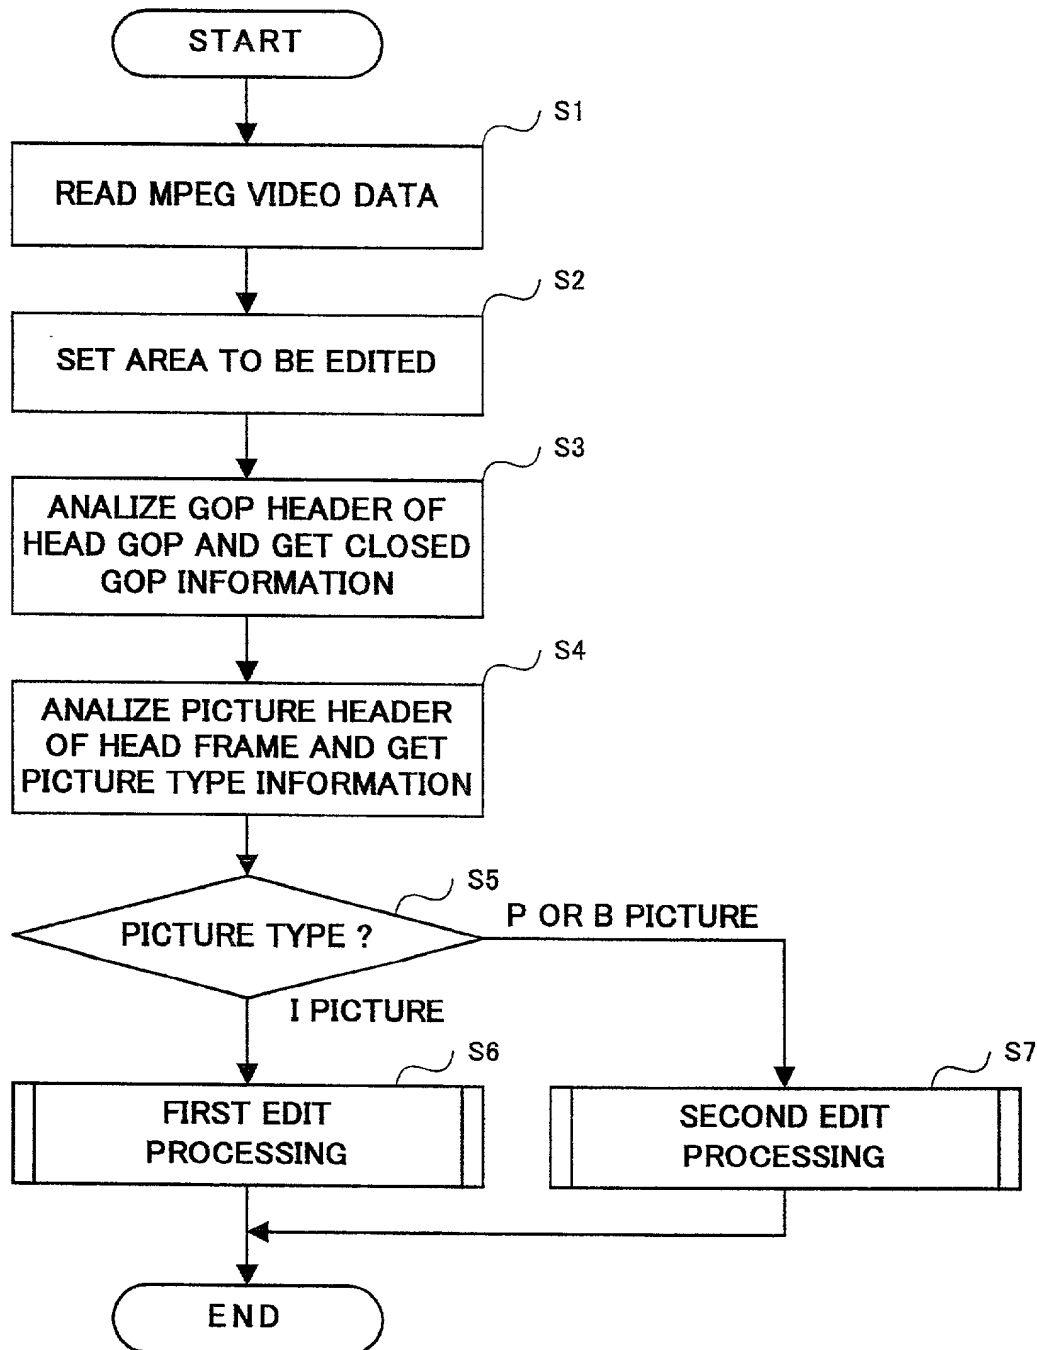 START
S1
READ MPEG VIDEO DATA
S2
SET AREA TO BE EDITED
S3
ANALIZE GOP HEADER OF
HEAD GOP AND GET CLOSED
GOP INFORMATION
S4
ANALIZE PICTURE HEADER
OF HEAD FRAME AND GET
PICTURE TYPE INFORMATION
S5
PICTURE TYPE ?
P OR B PICTURE
I PICTURE
S6
FIRST EDIT
PROCESSING
S7
SECOND EDIT
PROCESSING
END